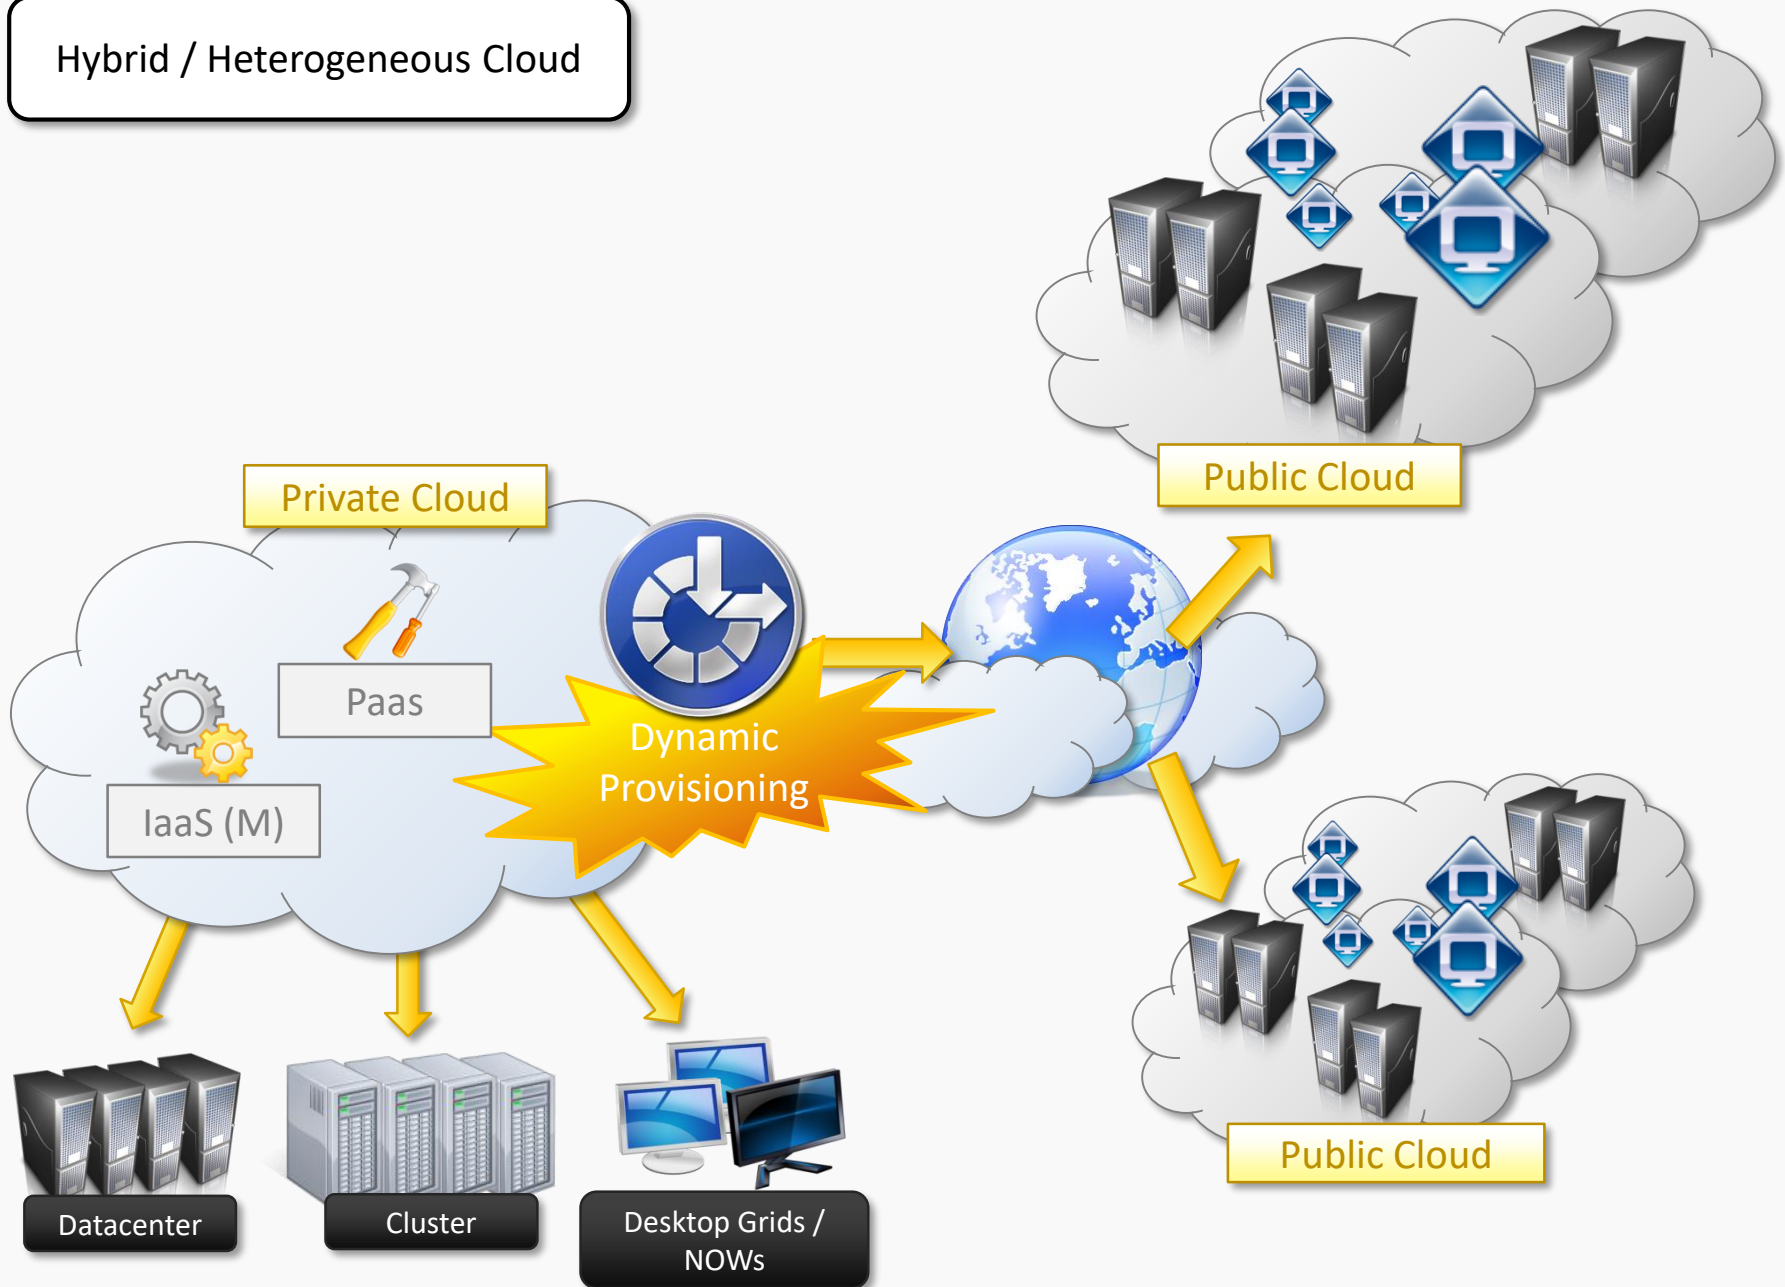 Hybrid / Heterogeneous Cloud
Public Cloud
Private Cloud
Paas
Dynamic
Provisioning
IaaS (M)
Public Cloud
Datacenter
Cluster
Desktop Grids /
NOWs